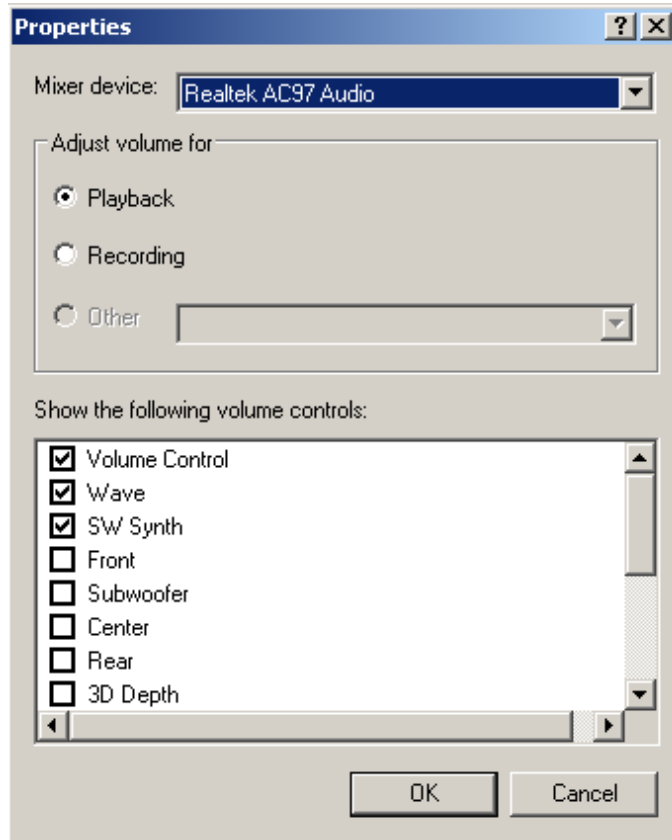 Properties
Mixer device: Realtek AC97 Audio
Adjust volume for
Playback
Recording
Other
Show the following volume controls:
Volume Control
Wave
SW Synth
Front
Subwoofer
Center
Rear
3D Depth
OK Cancel